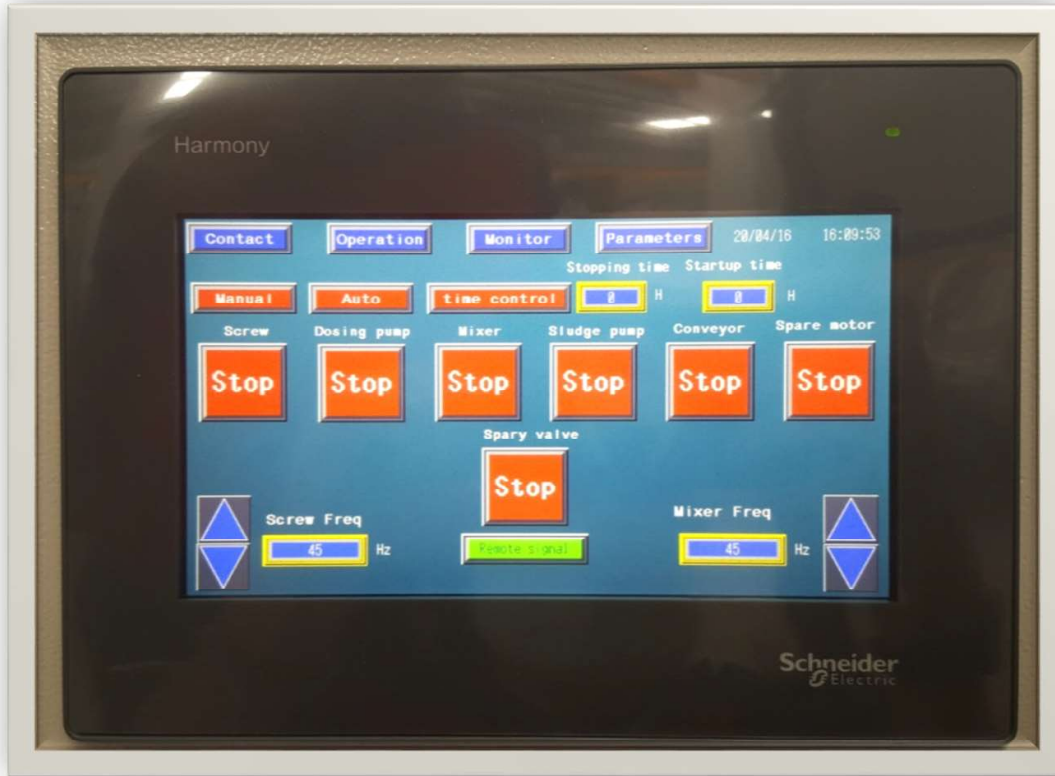 Harmony
Contact Operation Monitor Parameters 20/04/16 16:09:53
Stopping time Startup time
Manual Auto time control 0 H 0 H
Screw Dosing pump Mixer Sludge pump Conveyor Spare motor
Stop Stop Stop Stop Stop Stop
Spary valve
Stop
Screw Freq Mixer Freq
45 Hz Remote signal 45 Hz
Schneider
Electric